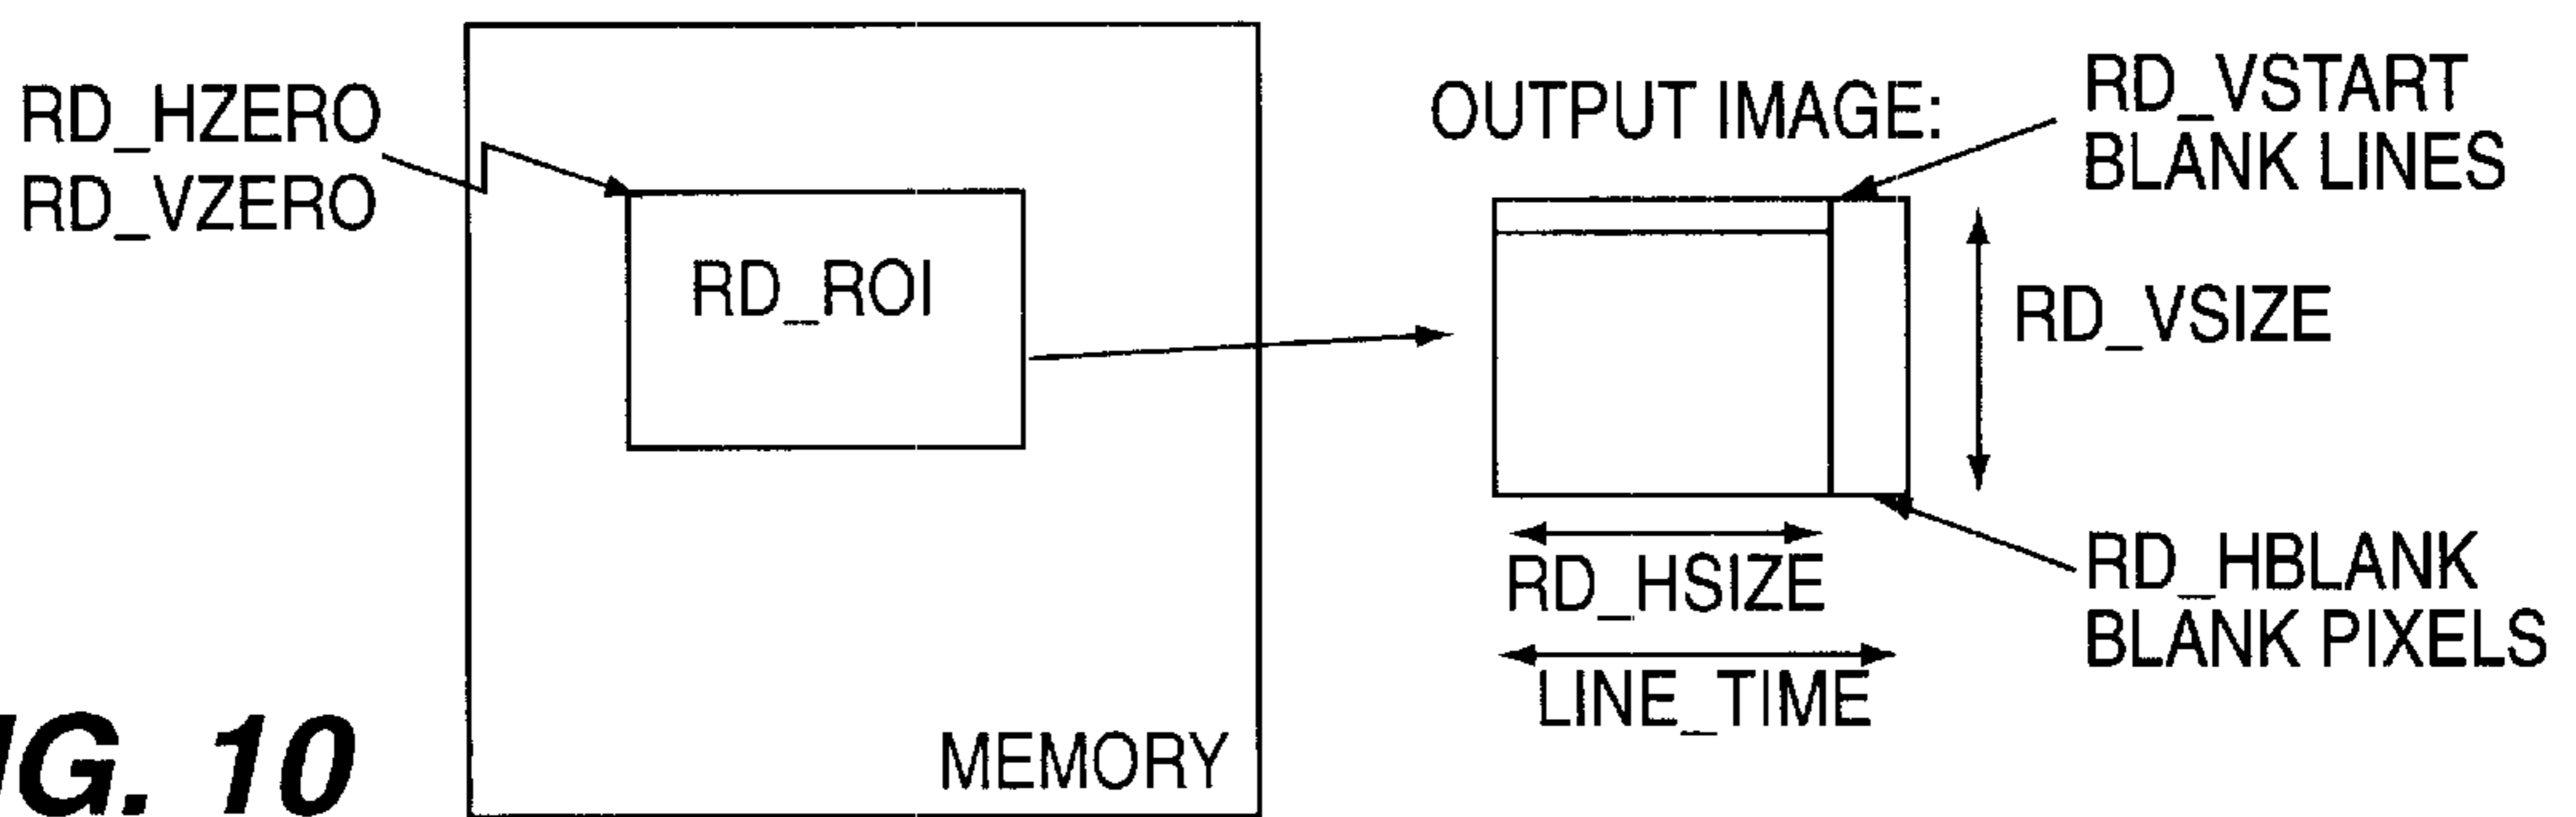 RD_HZERO
RD_VZERO
RD_ROI
MEMORY
OUTPUT IMAGE:
RD_VSTART
BLANK LINES
RD_VSIZE
RD_HSIZE
LINE_TIME
RD_HBLANK
BLANK PIXELS
IG. 10